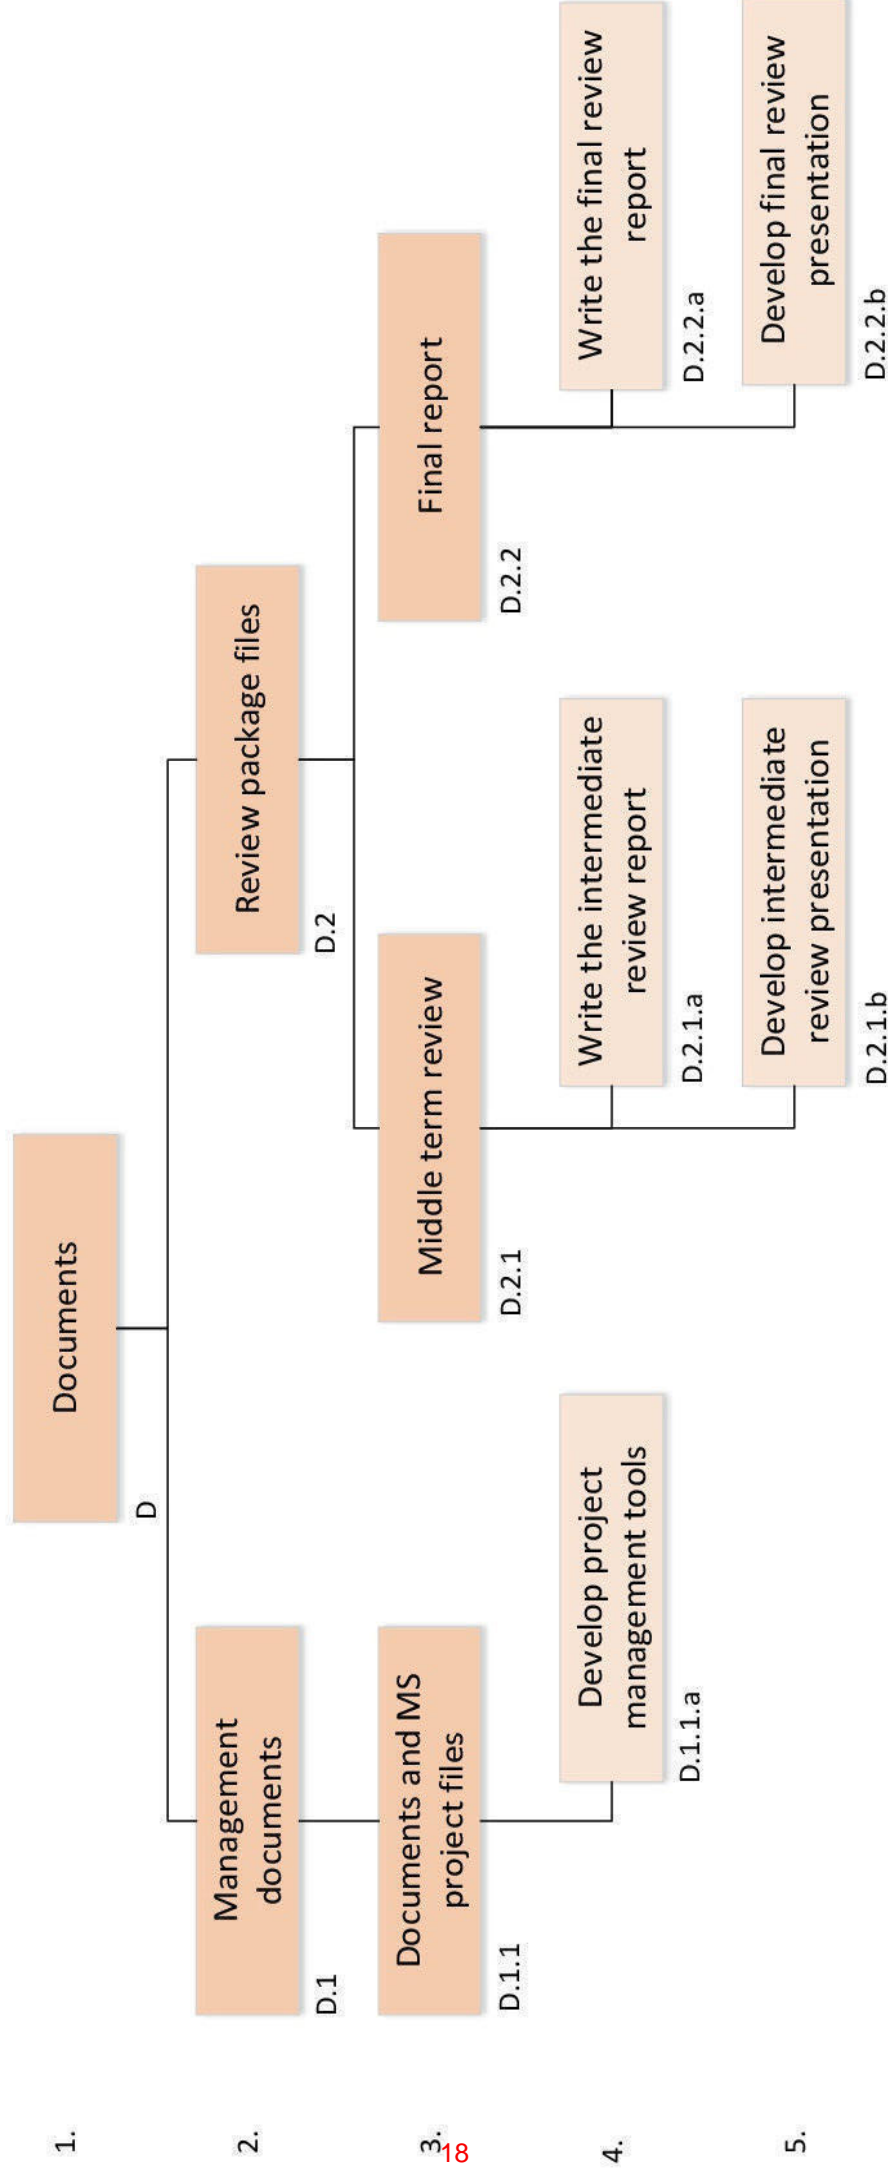 1.
Documents
D
2.
Management
documents
D.1
Review package files
D.2
3.
18
Documents and MS
project files
D.1.1
Middle term review
D.2.1
Final report
D.2.2
4.
Develop project
management tools
D.1.1.a
Write the intermediate
review report
D.2.1.a
Write the final review
report
D.2.2.a
5.
Develop intermediate
review presentation
D.2.1.b
Develop final review
presentation
D.2.2.b